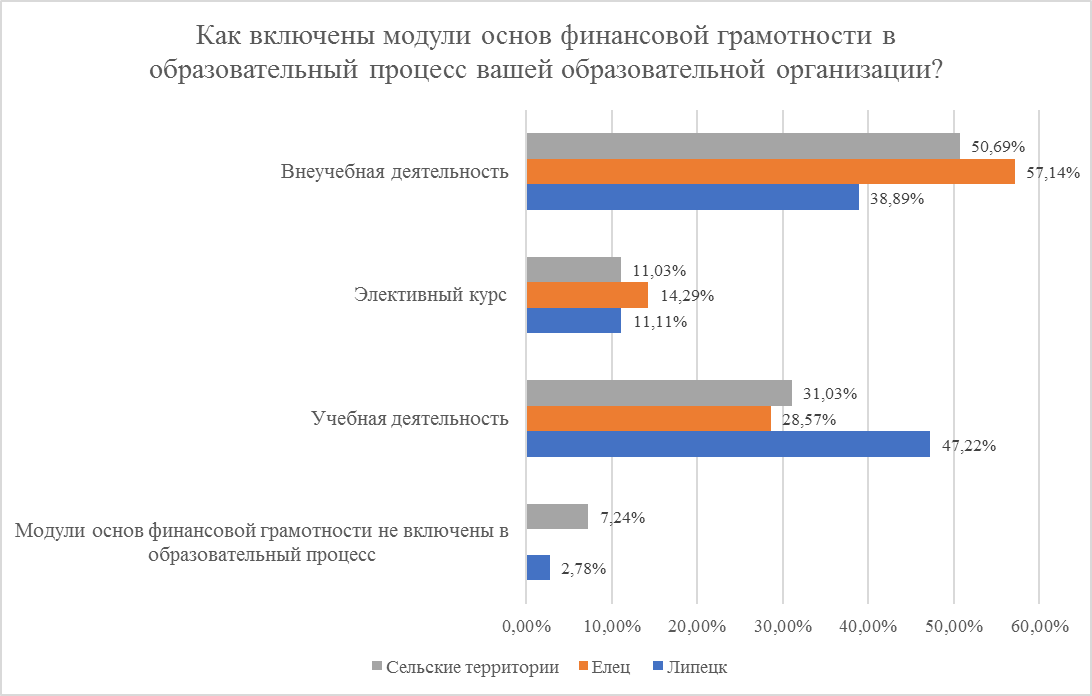 Как включены модули основ финансовой грамотности в
образовательный процесс вашей образовательной организации?
Внеучебная деятельность
50,69%
57,14%
38,89%
Элективный курс
11,03%
14,29%
11,11%
Учебная деятельность
31,03%
28,57%
47,22%
Модули основ финансовой грамотности не включены в
образовательный процесс
7,24%
2,78%
0,00% 10,00% 20,00% 30,00% 40,00% 50,00% 60,00%
Сельские территории Елец Липецк